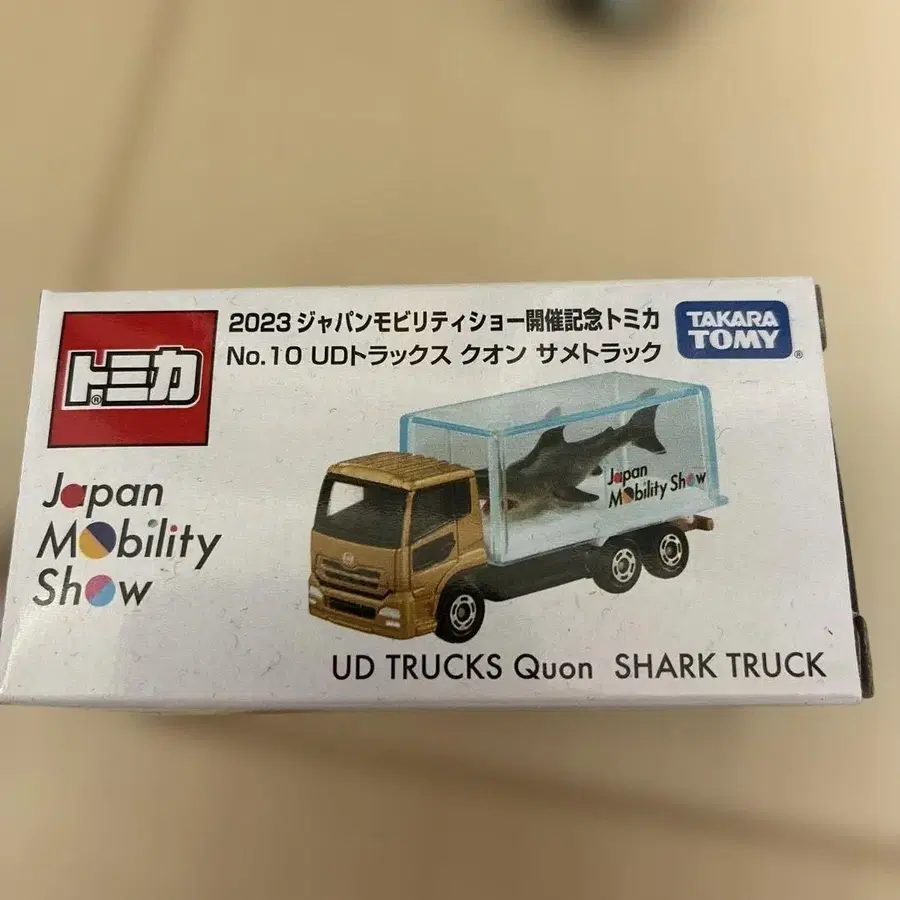 トミカ®
2023 ジャパンモビリティショー開催記念トミカ
No.10 UDトラックス クオン サメトラック
TAKARA
TOMY®
Japan
Mobility
Show
Japan
Mobility Show
UD TRUCKS Quon SHARK TRUCK